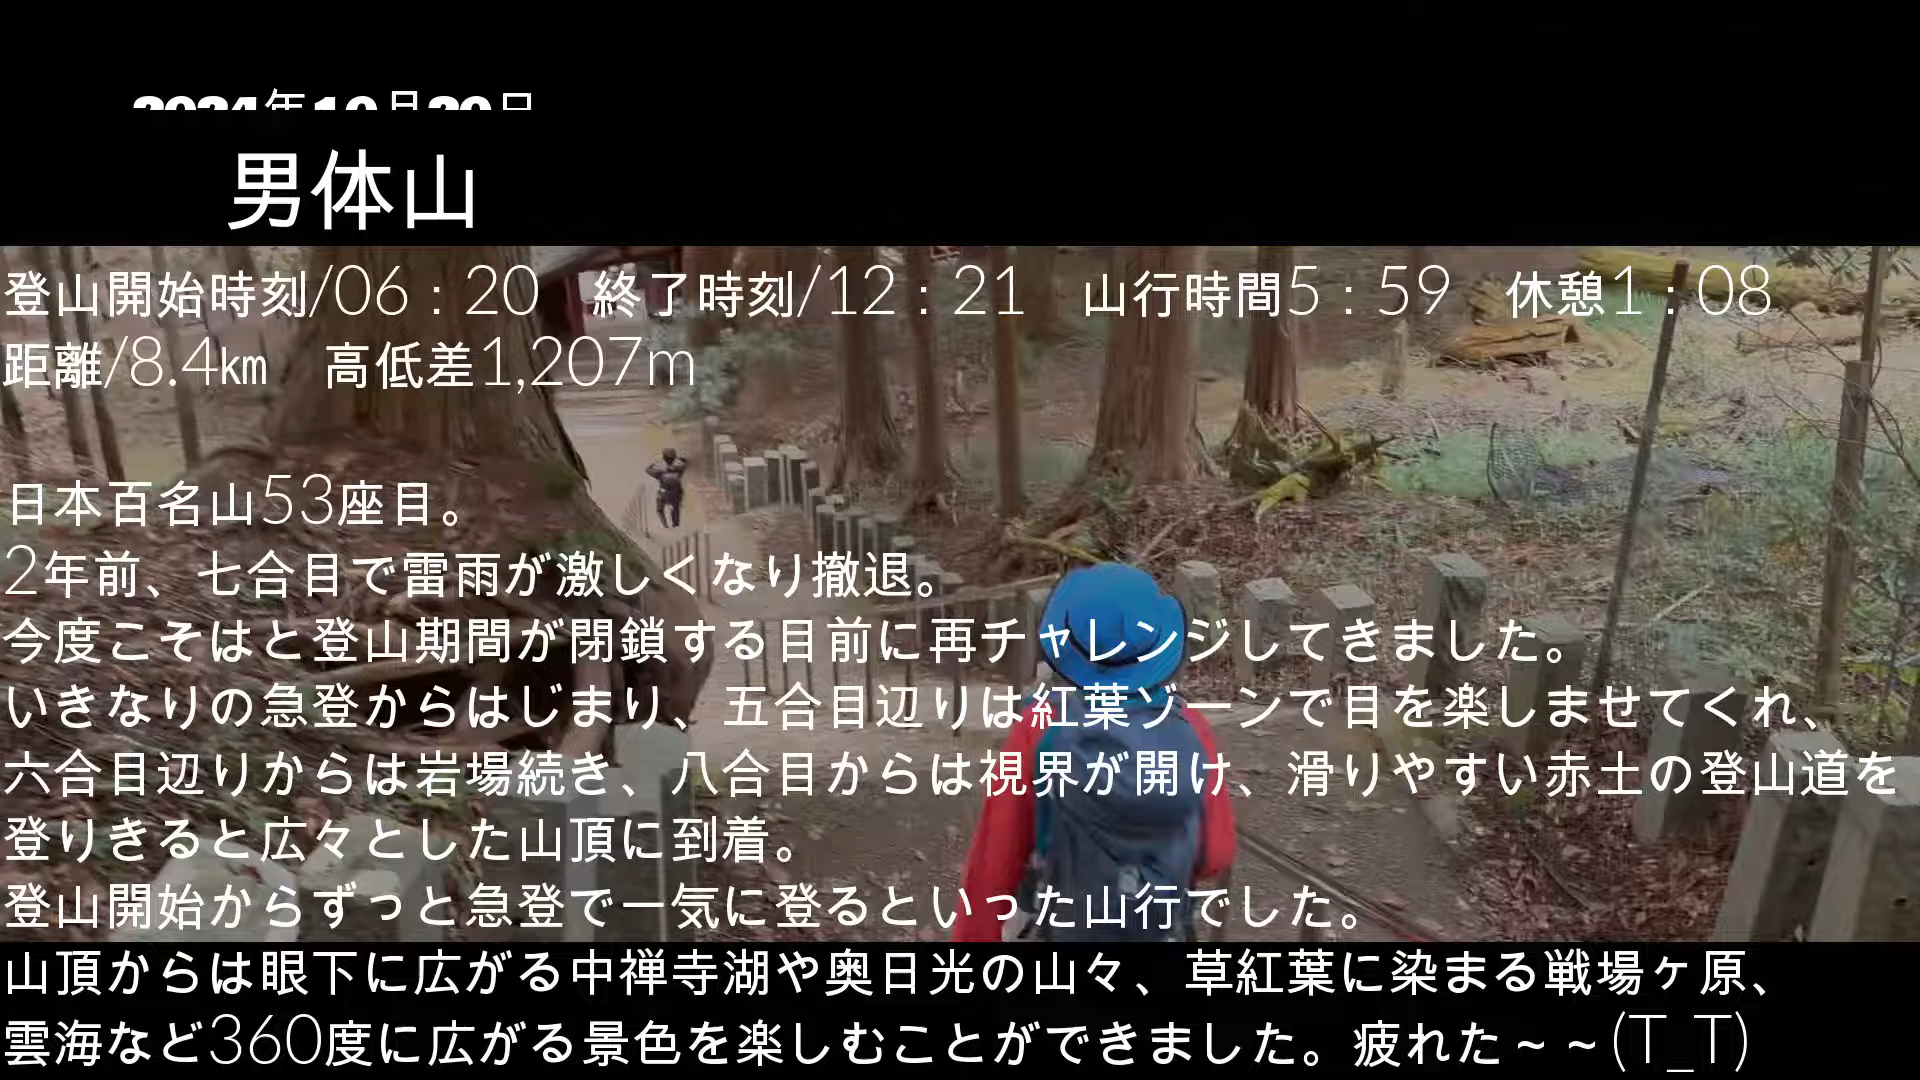 2024年10月20日
男体山
登山開始時刻/06：20　終了時刻/12：21　山行時間5：59　休憩1：08
距離/8.4㎞　高低差1,207m
日本百名山53座目。
2年前、七合目で雷雨が激しくなり撤退。
今度こそはと登山期間が閉鎖する目前に再チャレンジしてきました。
いきなりの急登からはじまり、五合目辺りは紅葉ゾーンで目を楽しませてくれ、
六合目辺りからは岩場続き、八合目からは視界が開け、滑りやすい赤土の登山道を
登りきると広々とした山頂に到着。
登山開始からずっと急登で一気に登るといった山行でした。
山頂からは眼下に広がる中禅寺湖や奥日光の山々、草紅葉に染まる戦場ヶ原、
雲海など360度に広がる景色を楽しむことができました。疲れた～～(T_T)